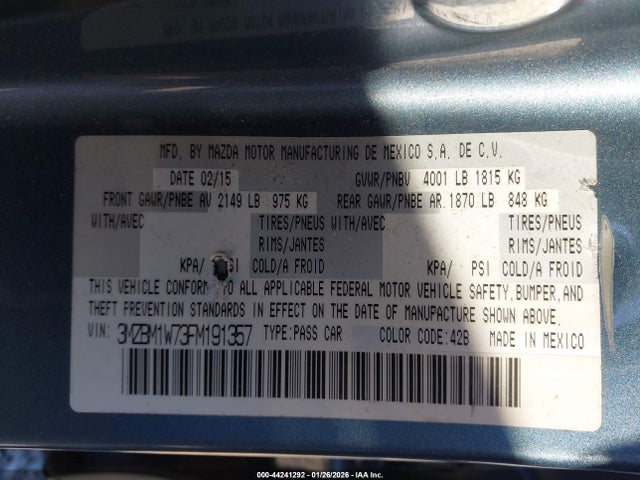 MFD. BY MAZDA MOTOR MANUFACTURING DE MEXICO S.A. DE C.V.
DATE 02/15 GVWR/PNBV 4001 LB 1815 KG
FRONT GAWR/PNBE AV 2149 LB 975 KG REAR GAWR/PNBE AR. 1870 LB 848 KG
WITH/AVEC TIRES/PNEUS WITH/AVEC TIRES/PNEUS
RIMS/JANTES RIMS/JANTES
KPA/ PSI COLD/A FROID KPA/ PSI COLD/A FROID
THIS VEHICLE CONFORMS TO ALL APPLICABLE FEDERAL MOTOR VEHICLE SAFETY, BUMPER, AND
THEFT PREVENTION STANDARDS IN EFFECT ON THE DATE OF MANUFACTURE SHOWN ABOVE.
VIN: 3MZBM1W73FM191357 TYPE:PASS CAR COLOR CODE:42B MADE IN MEXICO
000-44241292 - 01/26/2026 - IAAI.com